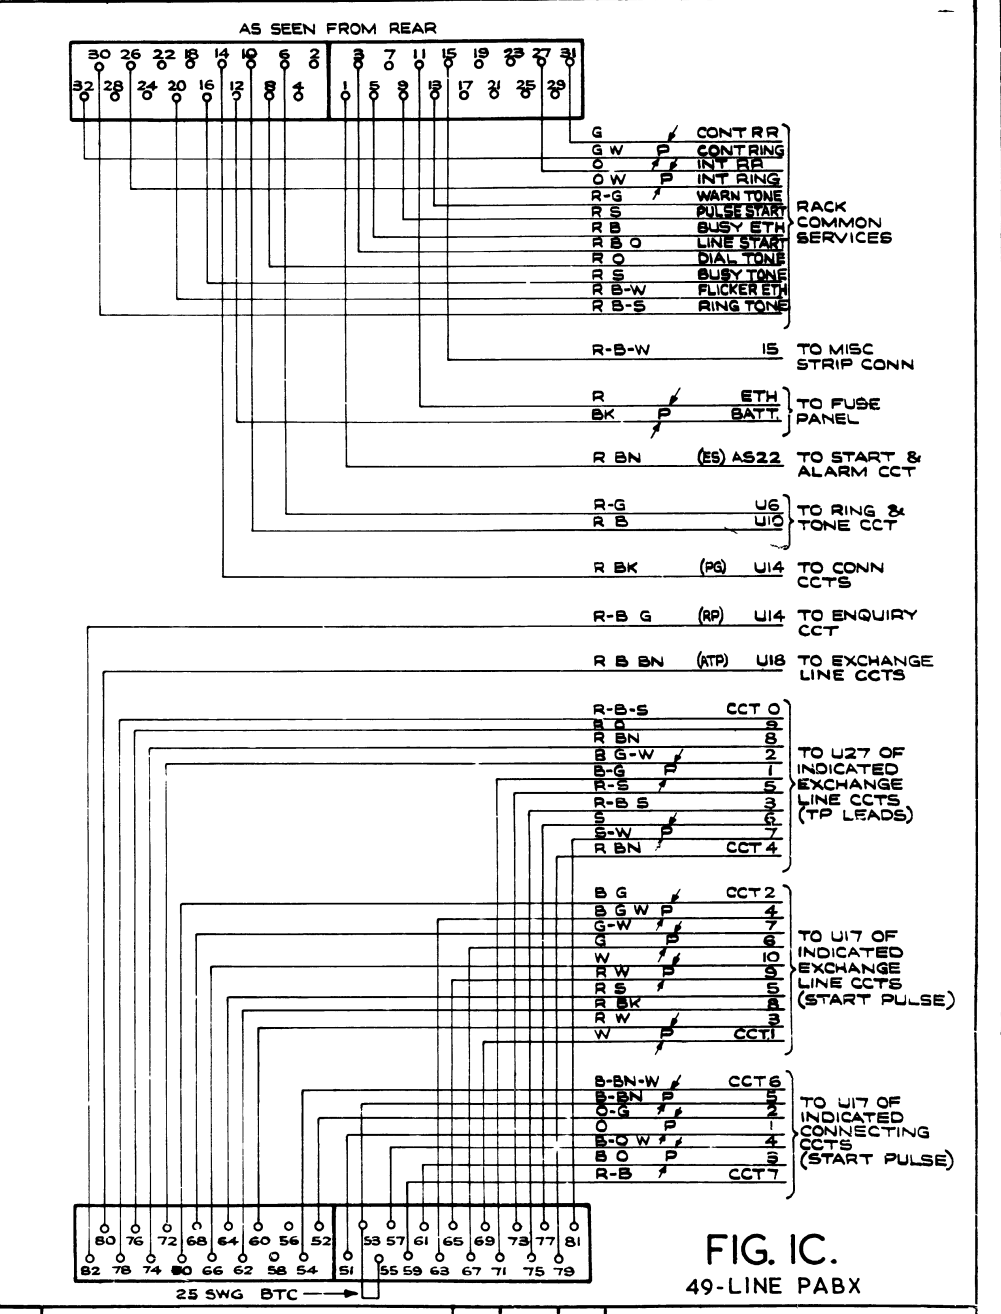 AS SEEN FROM REAR
30 26 22 18 14 10 6 2 3 7 11 15 19 23 27 31
32 28 24 20 16 12 8 4 1 5 9 13 17 21 25 29
G CONT RR
G W P CONT RING
O INT RR
O W P INT RING
R-G WARN TONE
R S PULSE START
R B BUSY ETH
R B O LINE START
R O DIAL TONE
R S BUSY TONE
R B-W FLICKER ETH
R B-S RING TONE
RACK
COMMON
SERVICES
R-B-W 15 TO MISC
STRIP CONN
R ETH
BK P BATT.
TO FUSE
PANEL
R BN (ES) AS22 TO START &
ALARM CCT
R-G U6
R B U10
TO RING &
TONE CCT
R BK (PG) U14 TO CONN
CCTS
R-B G (RP) U14 TO ENQUIRY
CCT
R B BN (ATP) U18 TO EXCHANGE
LINE CCTS
R-B-S CCT 0
9
R BN 8
B G-W 2
B-G P 1
R-S 5
R-B S 3
S 6
S-W P 7
R BN CCT 4
TO U27 OF
INDICATED
EXCHANGE
LINE CCTS
(TP LEADS)
B G CCT 2
B G W P 4
G-W 7
G P 6
W 10
R W P 9
R S 5
R BK 8
R W 3
W P CCT.1
TO U17 OF
INDICATED
EXCHANGE
LINE CCTS
(START PULSE)
B-BN-W CCT 6
B-BN P 5
O-G 2
O P 1
B-O W 4
B O P 3
R-B CCT 7
TO U17 OF
INDICATED
CONNECTING
CCTS
(START PULSE)
80 76 72 68 64 60 56 52 53 57 61 65 69 73 77 81
82 78 74 66 62 58 54 51 55 59 63 67 71 75 79
25 SWG BTC
FIG. 1C.
49-LINE PABX